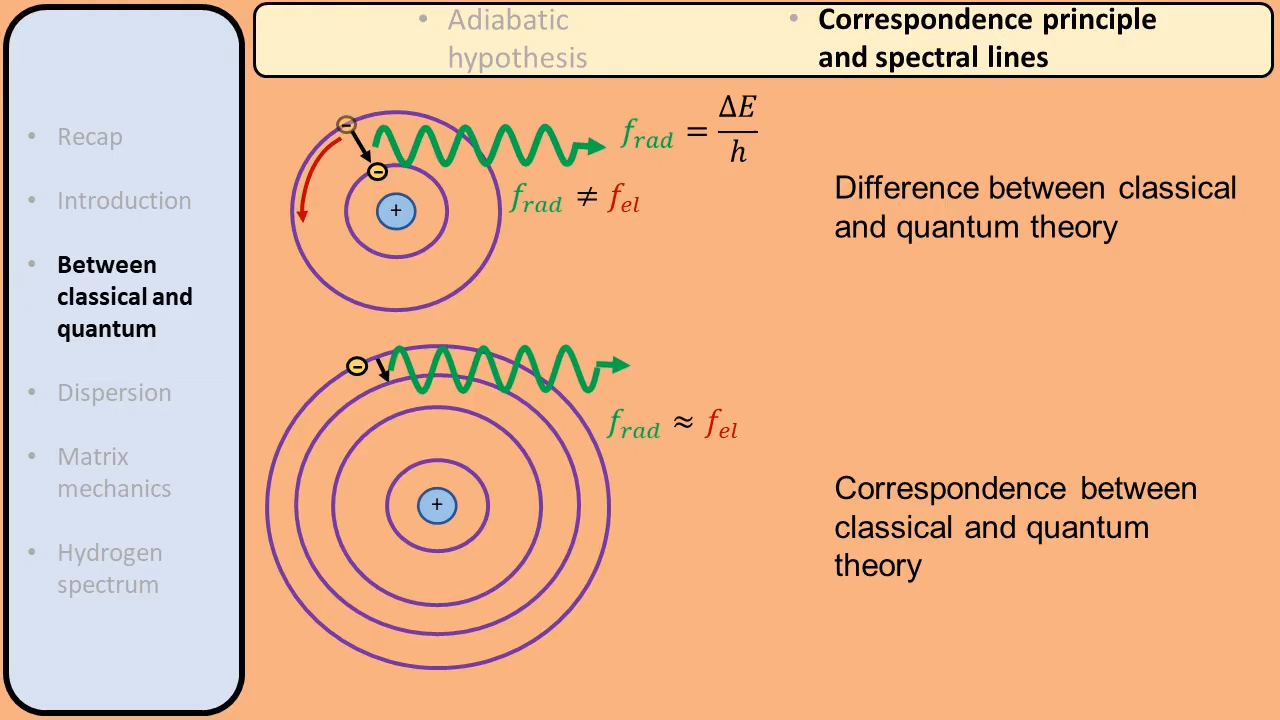 • Adiabatic
hypothesis
• Correspondence principle
and spectral lines
• Recap
• Introduction
• Between
classical and
quantum
• Dispersion
• Matrix
mechanics
• Hydrogen
spectrum
−
−
+
f_rad = ΔE/h
f_rad ≠ f_el
Difference between classical
and quantum theory
−
+
f_rad ≈ f_el
Correspondence between
classical and quantum
theory